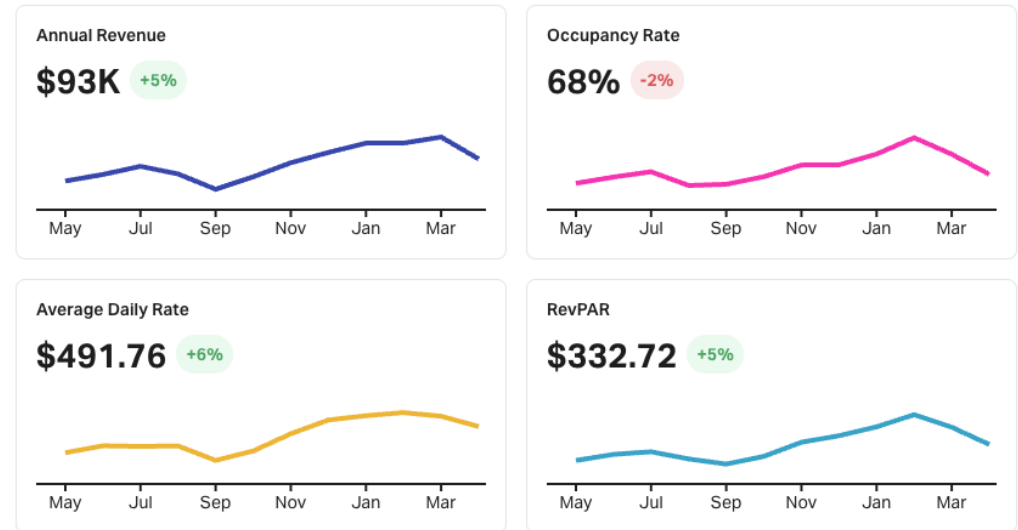 Annual Revenue
$93K +5%
May Jul Sep Nov Jan Mar
Occupancy Rate
68% -2%
May Jul Sep Nov Jan Mar
Average Daily Rate
$491.76 +6%
May Jul Sep Nov Jan Mar
RevPAR
$332.72 +5%
May Jul Sep Nov Jan Mar